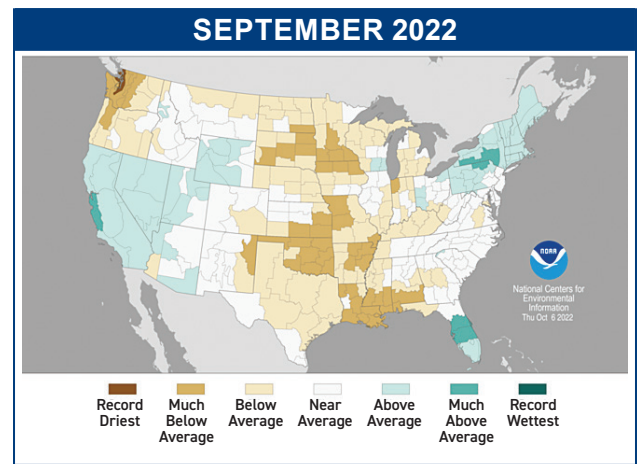 SEPTEMBER 2022
NOAA
National Centers for
Environmental
Information
Thu Oct 6 2022
Record
Driest
Much
Below
Average
Below
Average
Near
Average
Above
Average
Much
Above
Average
Record
Wettest